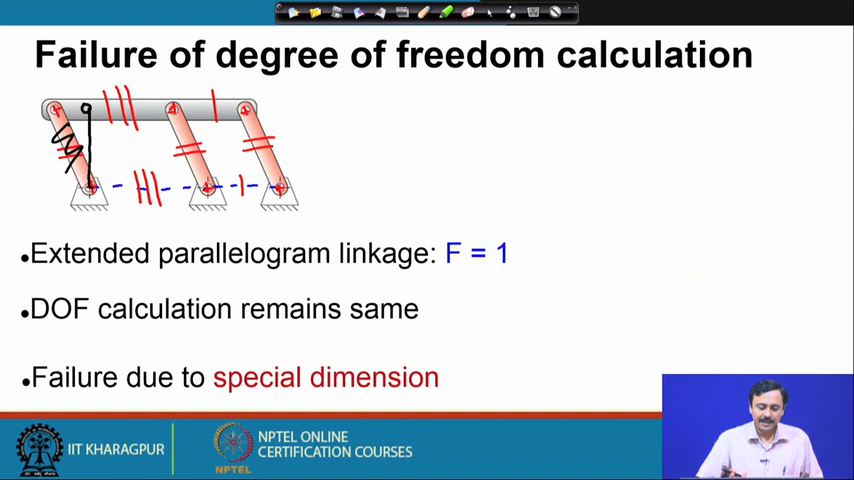 Failure of degree of freedom calculation
Extended parallelogram linkage: F = 1
DOF calculation remains same
Failure due to special dimension
IIT KHARAGPUR
NPTEL
NPTEL ONLINE
CERTIFICATION COURSES